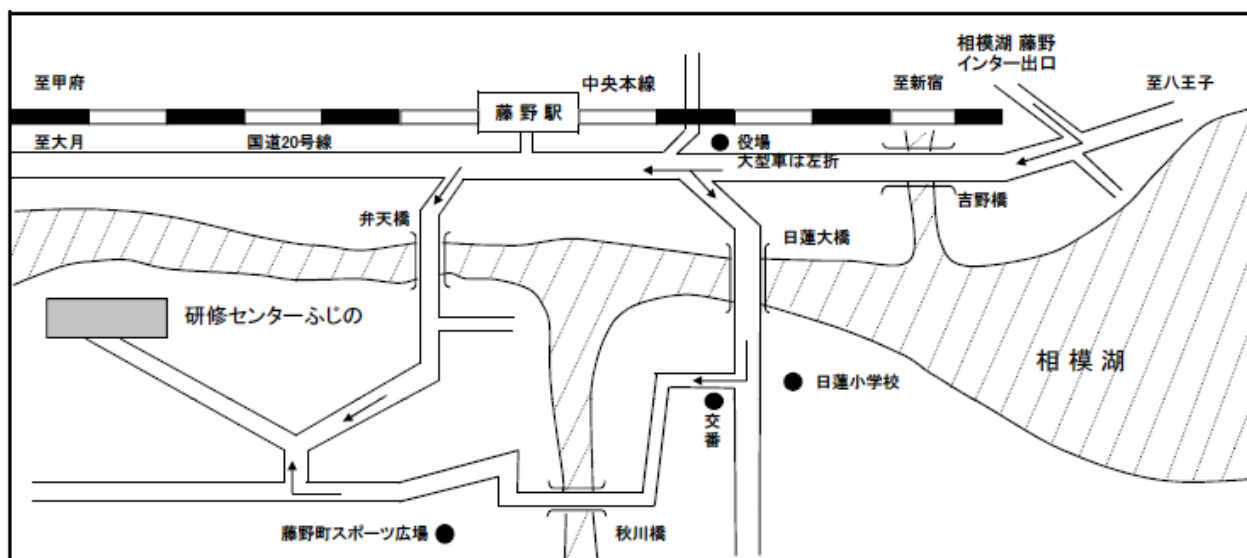 相模湖 藤野
インター出口
至甲府
中央本線
至新宿
至八王子
藤野駅
至大月
国道20号線
役場
大型車は左折
吉野橋
弁天橋
日蓮大橋
研修センターふじの
相模湖
日蓮小学校
交番
藤野町スポーツ広場
秋川橋